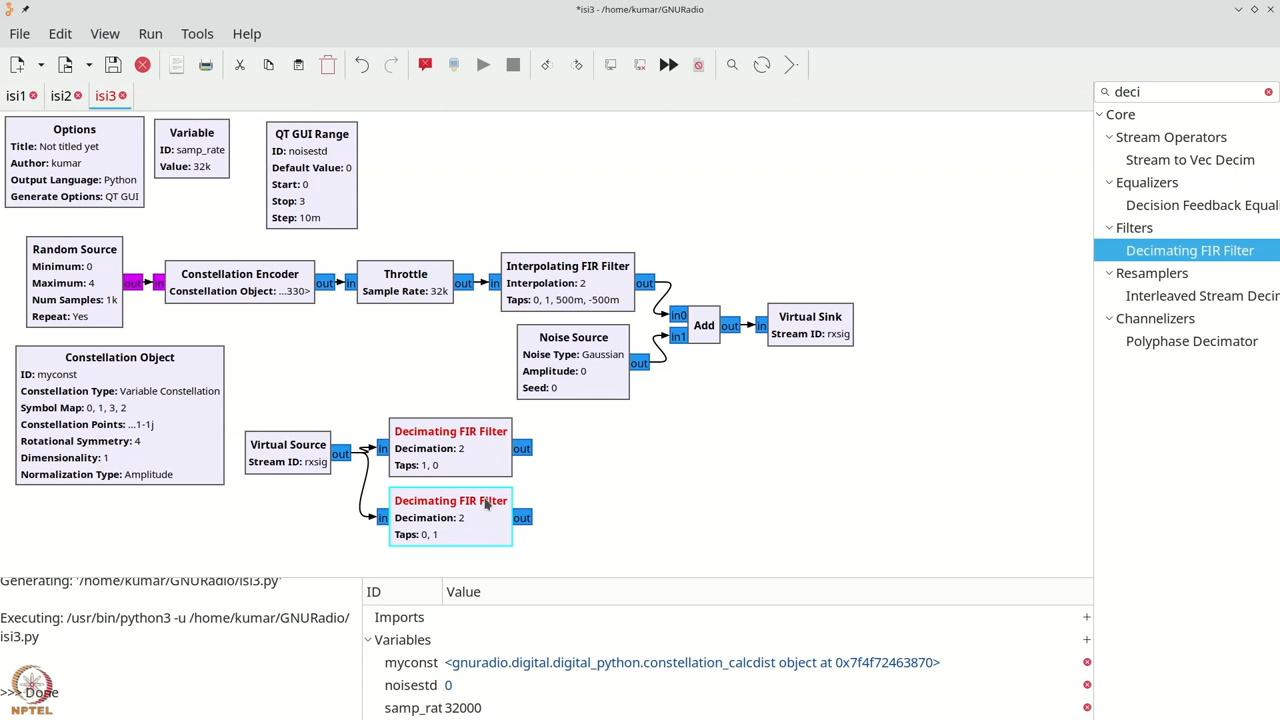 *isi3 - /home/kumar/GNURadio
File Edit View Run Tools Help
isi1 isi2 isi3
deci
Core
Stream Operators
Stream to Vec Decim
Equalizers
Decision Feedback Equali
Filters
Decimating FIR Filter
Resamplers
Interleaved Stream Decin
Channelizers
Polyphase Decimator
Options
Title: Not titled yet
Author: kumar
Output Language: Python
Generate Options: QT GUI
Variable
ID: samp_rate
Value: 32k
QT GUI Range
ID: noisestd
Default Value: 0
Start: 0
Stop: 3
Step: 10m
Random Source
Minimum: 0
Maximum: 4
Num Samples: 1k
Repeat: Yes
out
in
Constellation Encoder
Constellation Object: ...330>
out
in
Throttle
Sample Rate: 32k
out
in
Interpolating FIR Filter
Interpolation: 2
Taps: 0, 1, 500m, -500m
out
Noise Source
Noise Type: Gaussian
Amplitude: 0
Seed: 0
out
in0
in1
Add
out
in
Virtual Sink
Stream ID: rxsig
Constellation Object
ID: myconst
Constellation Type: Variable Constellation
Symbol Map: 0, 1, 3, 2
Constellation Points: ...1-1j
Rotational Symmetry: 4
Dimensionality: 1
Normalization Type: Amplitude
Virtual Source
Stream ID: rxsig
out
in
Decimating FIR Filter
Decimation: 2
Taps: 1, 0
out
in
Decimating FIR Filter
Decimation: 2
Taps: 0, 1
out
Generating: '/home/kumar/GNURadio/isi3.py'
Executing: /usr/bin/python3 -u /home/kumar/GNURadio/
isi3.py
>>> Done
NPTEL
ID Value
Imports
Variables
myconst <gnuradio.digital.digital_python.constellation_calcdist object at 0x7f4f72463870>
noisestd 0
samp_rat 32000